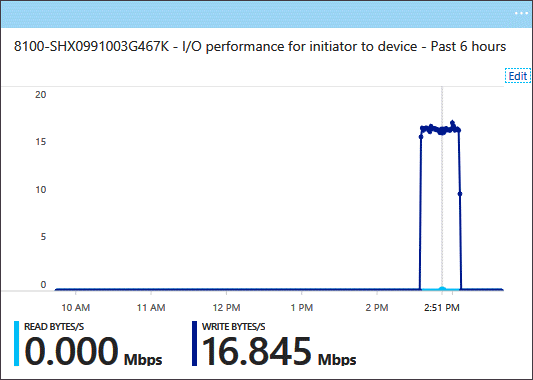 ...
8100-SHX0991003G467K - I/O performance for initiator to device - Past 6 hours
Edit
20
15
10
5
0
10 AM 11 AM 12 PM 1 PM 2 PM 2:51 PM
READ BYTES/S WRITE BYTES/S
0.000 Mbps 16.845 Mbps